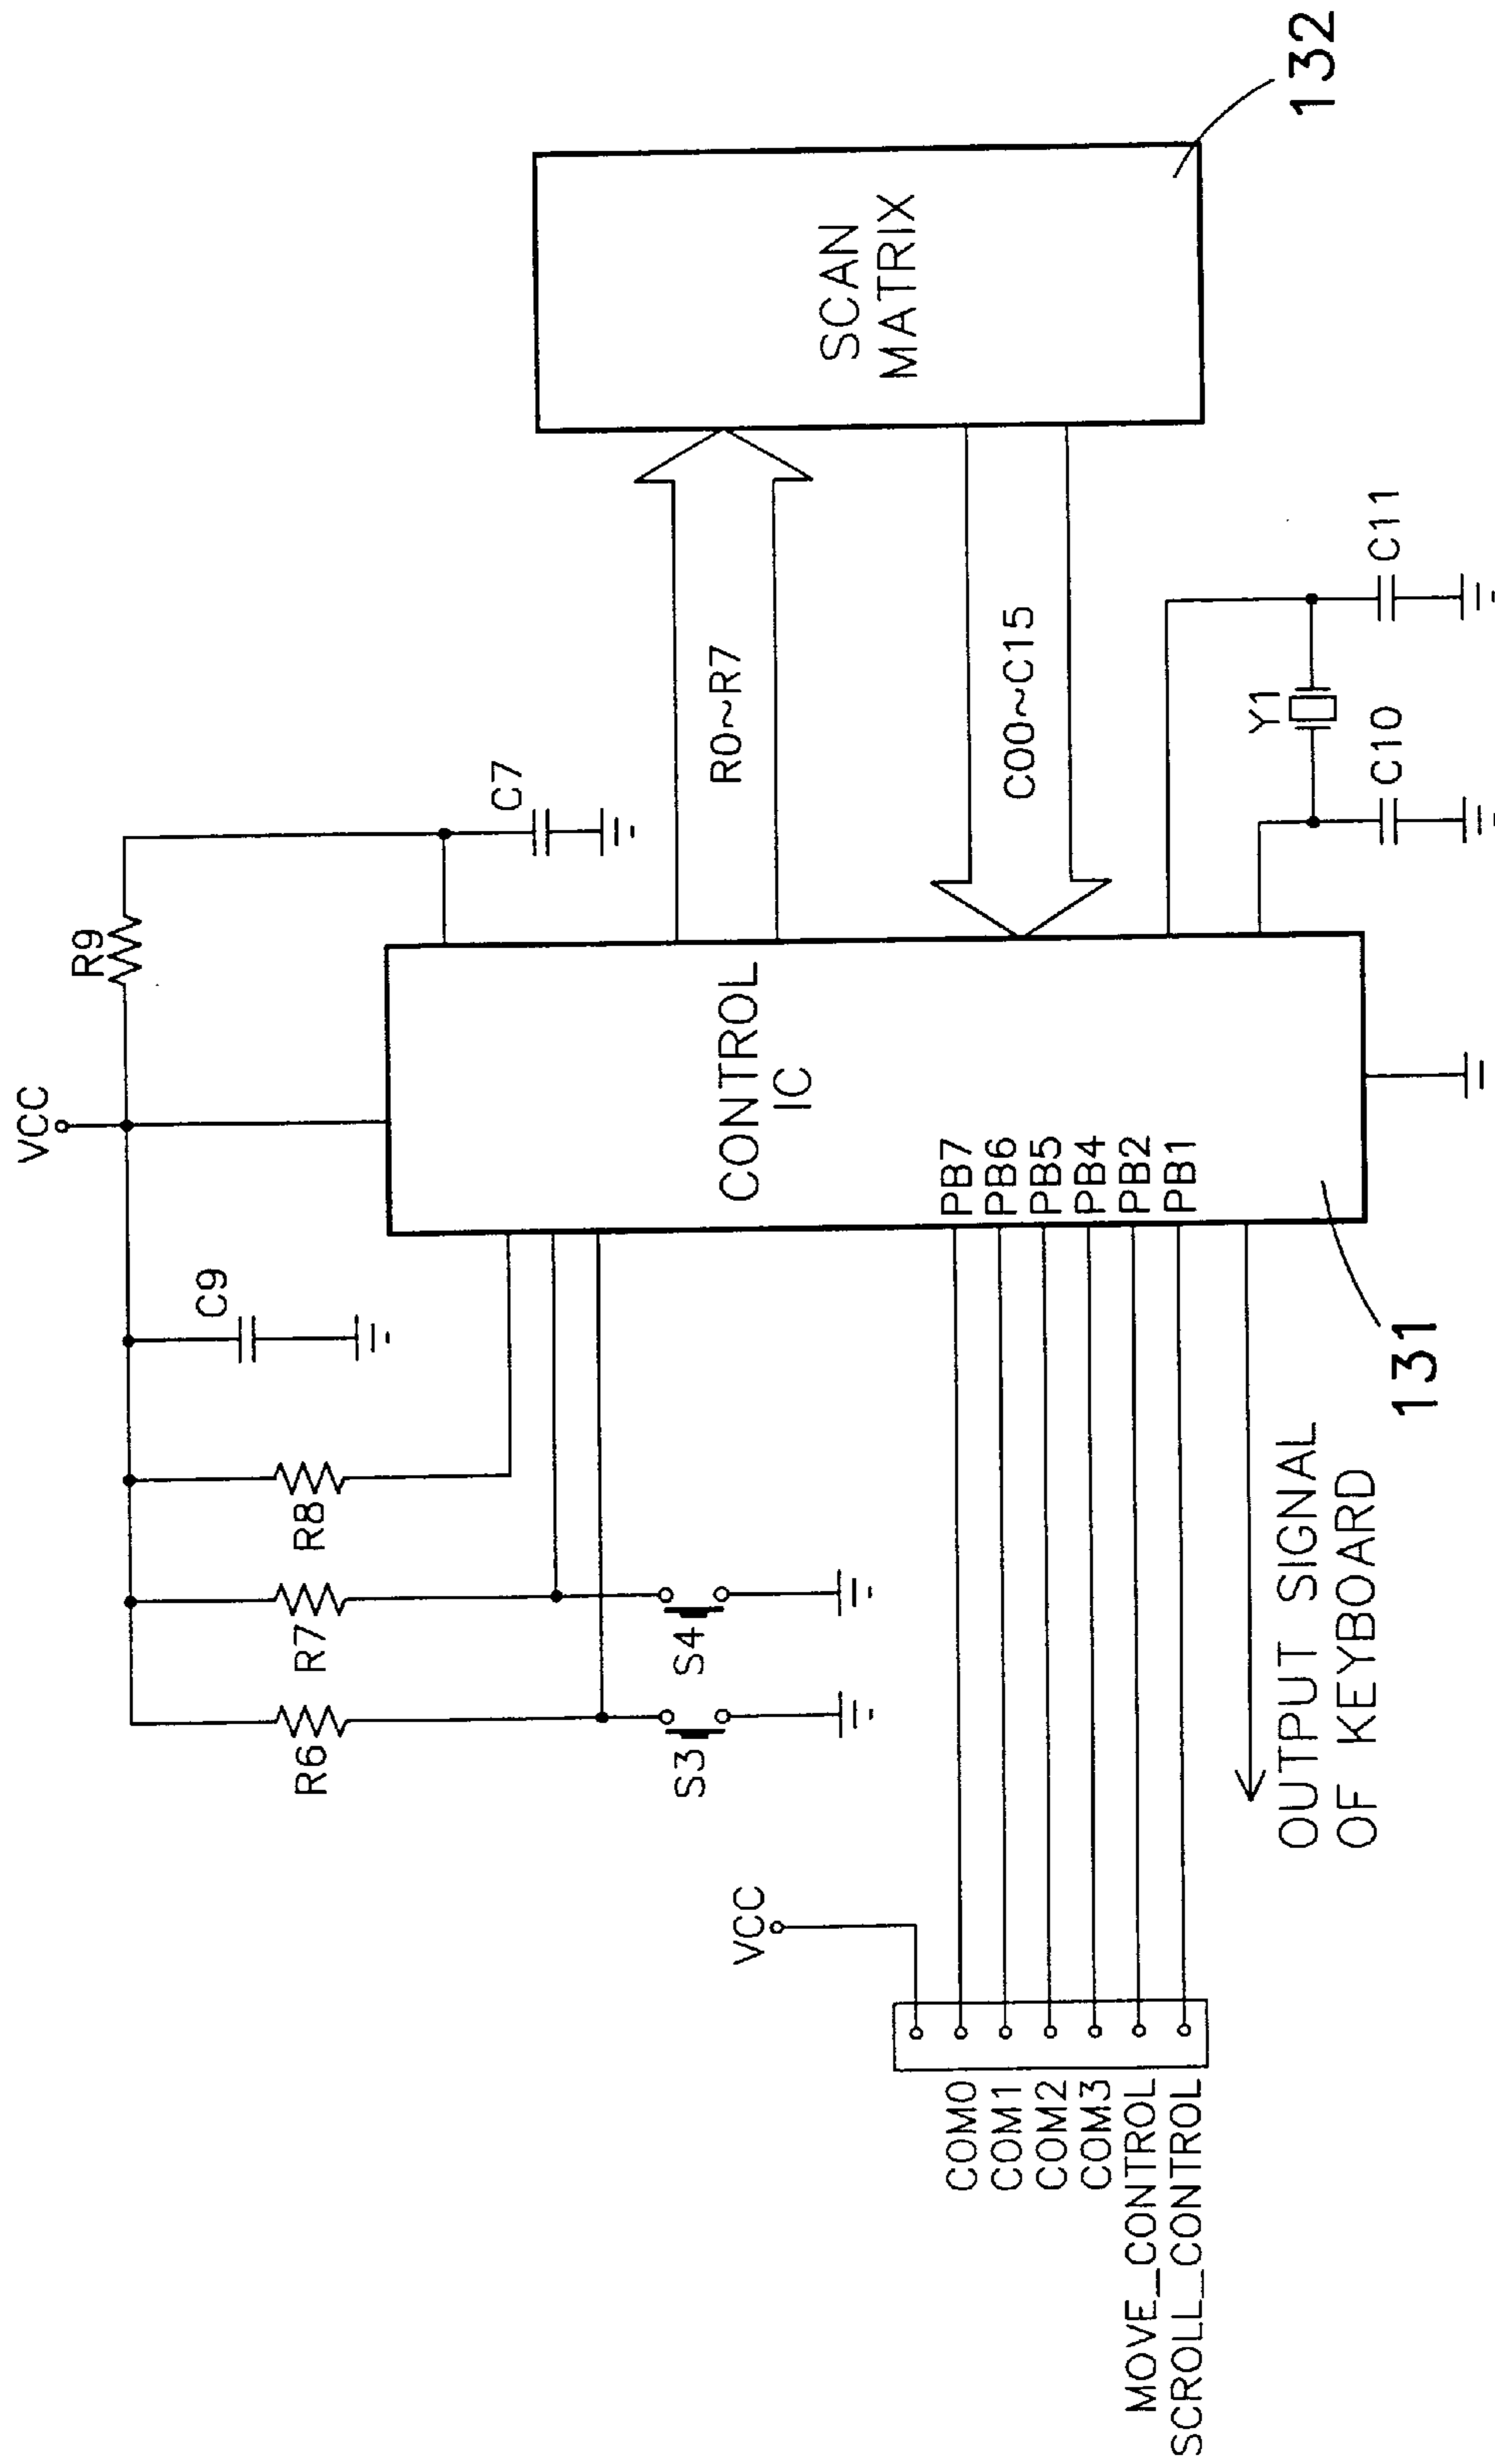 VCC
R9
C9
C7
R6
R7
R8
S3
S4
CONTROL
IC
R0~R7
C00~C15
SCAN
MATRIX
132
VCC
COM0
COM1
COM2
COM3
MOVE_CONTROL
SCROLL_CONTROL
PB7
PB6
PB5
PB4
PB2
PB1
Y1
C10
C11
OUTPUT SIGNAL
OF KEYBOARD
131